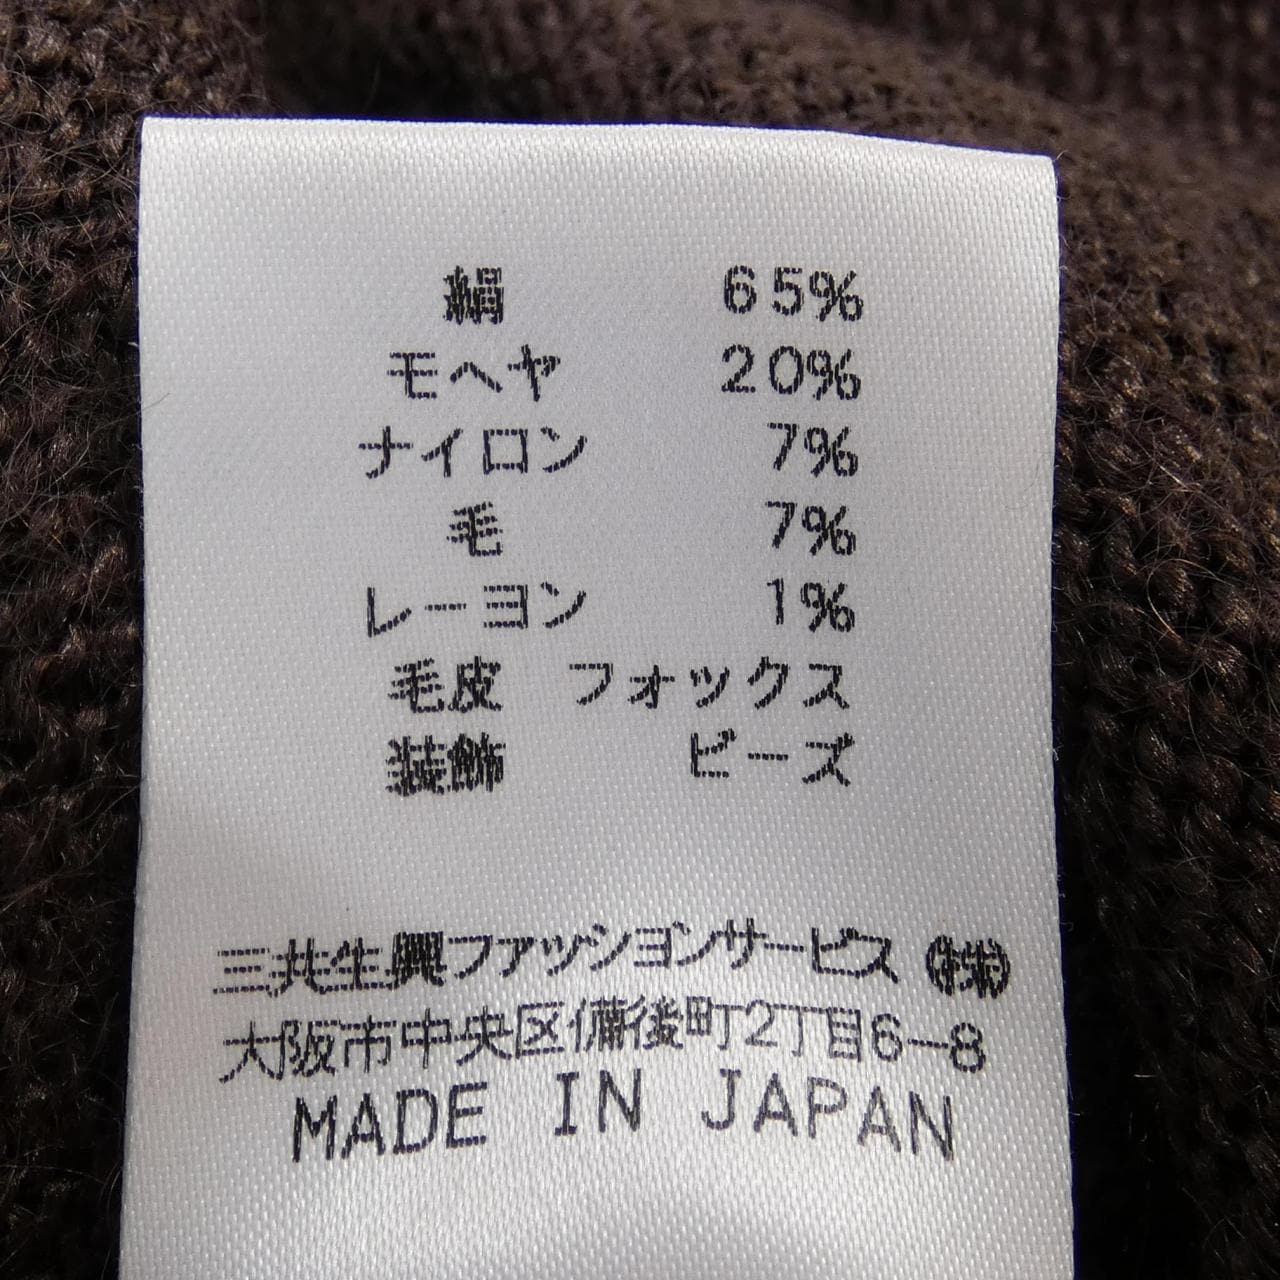 絹 65%
モヘヤ 20%
ナイロン 7%
毛 7%
レーヨン 1%
毛皮 フォックス
装飾 ビーズ
三共生興ファッションサービス ㈱
大阪市中央区備後町2丁目6-8
MADE IN JAPAN